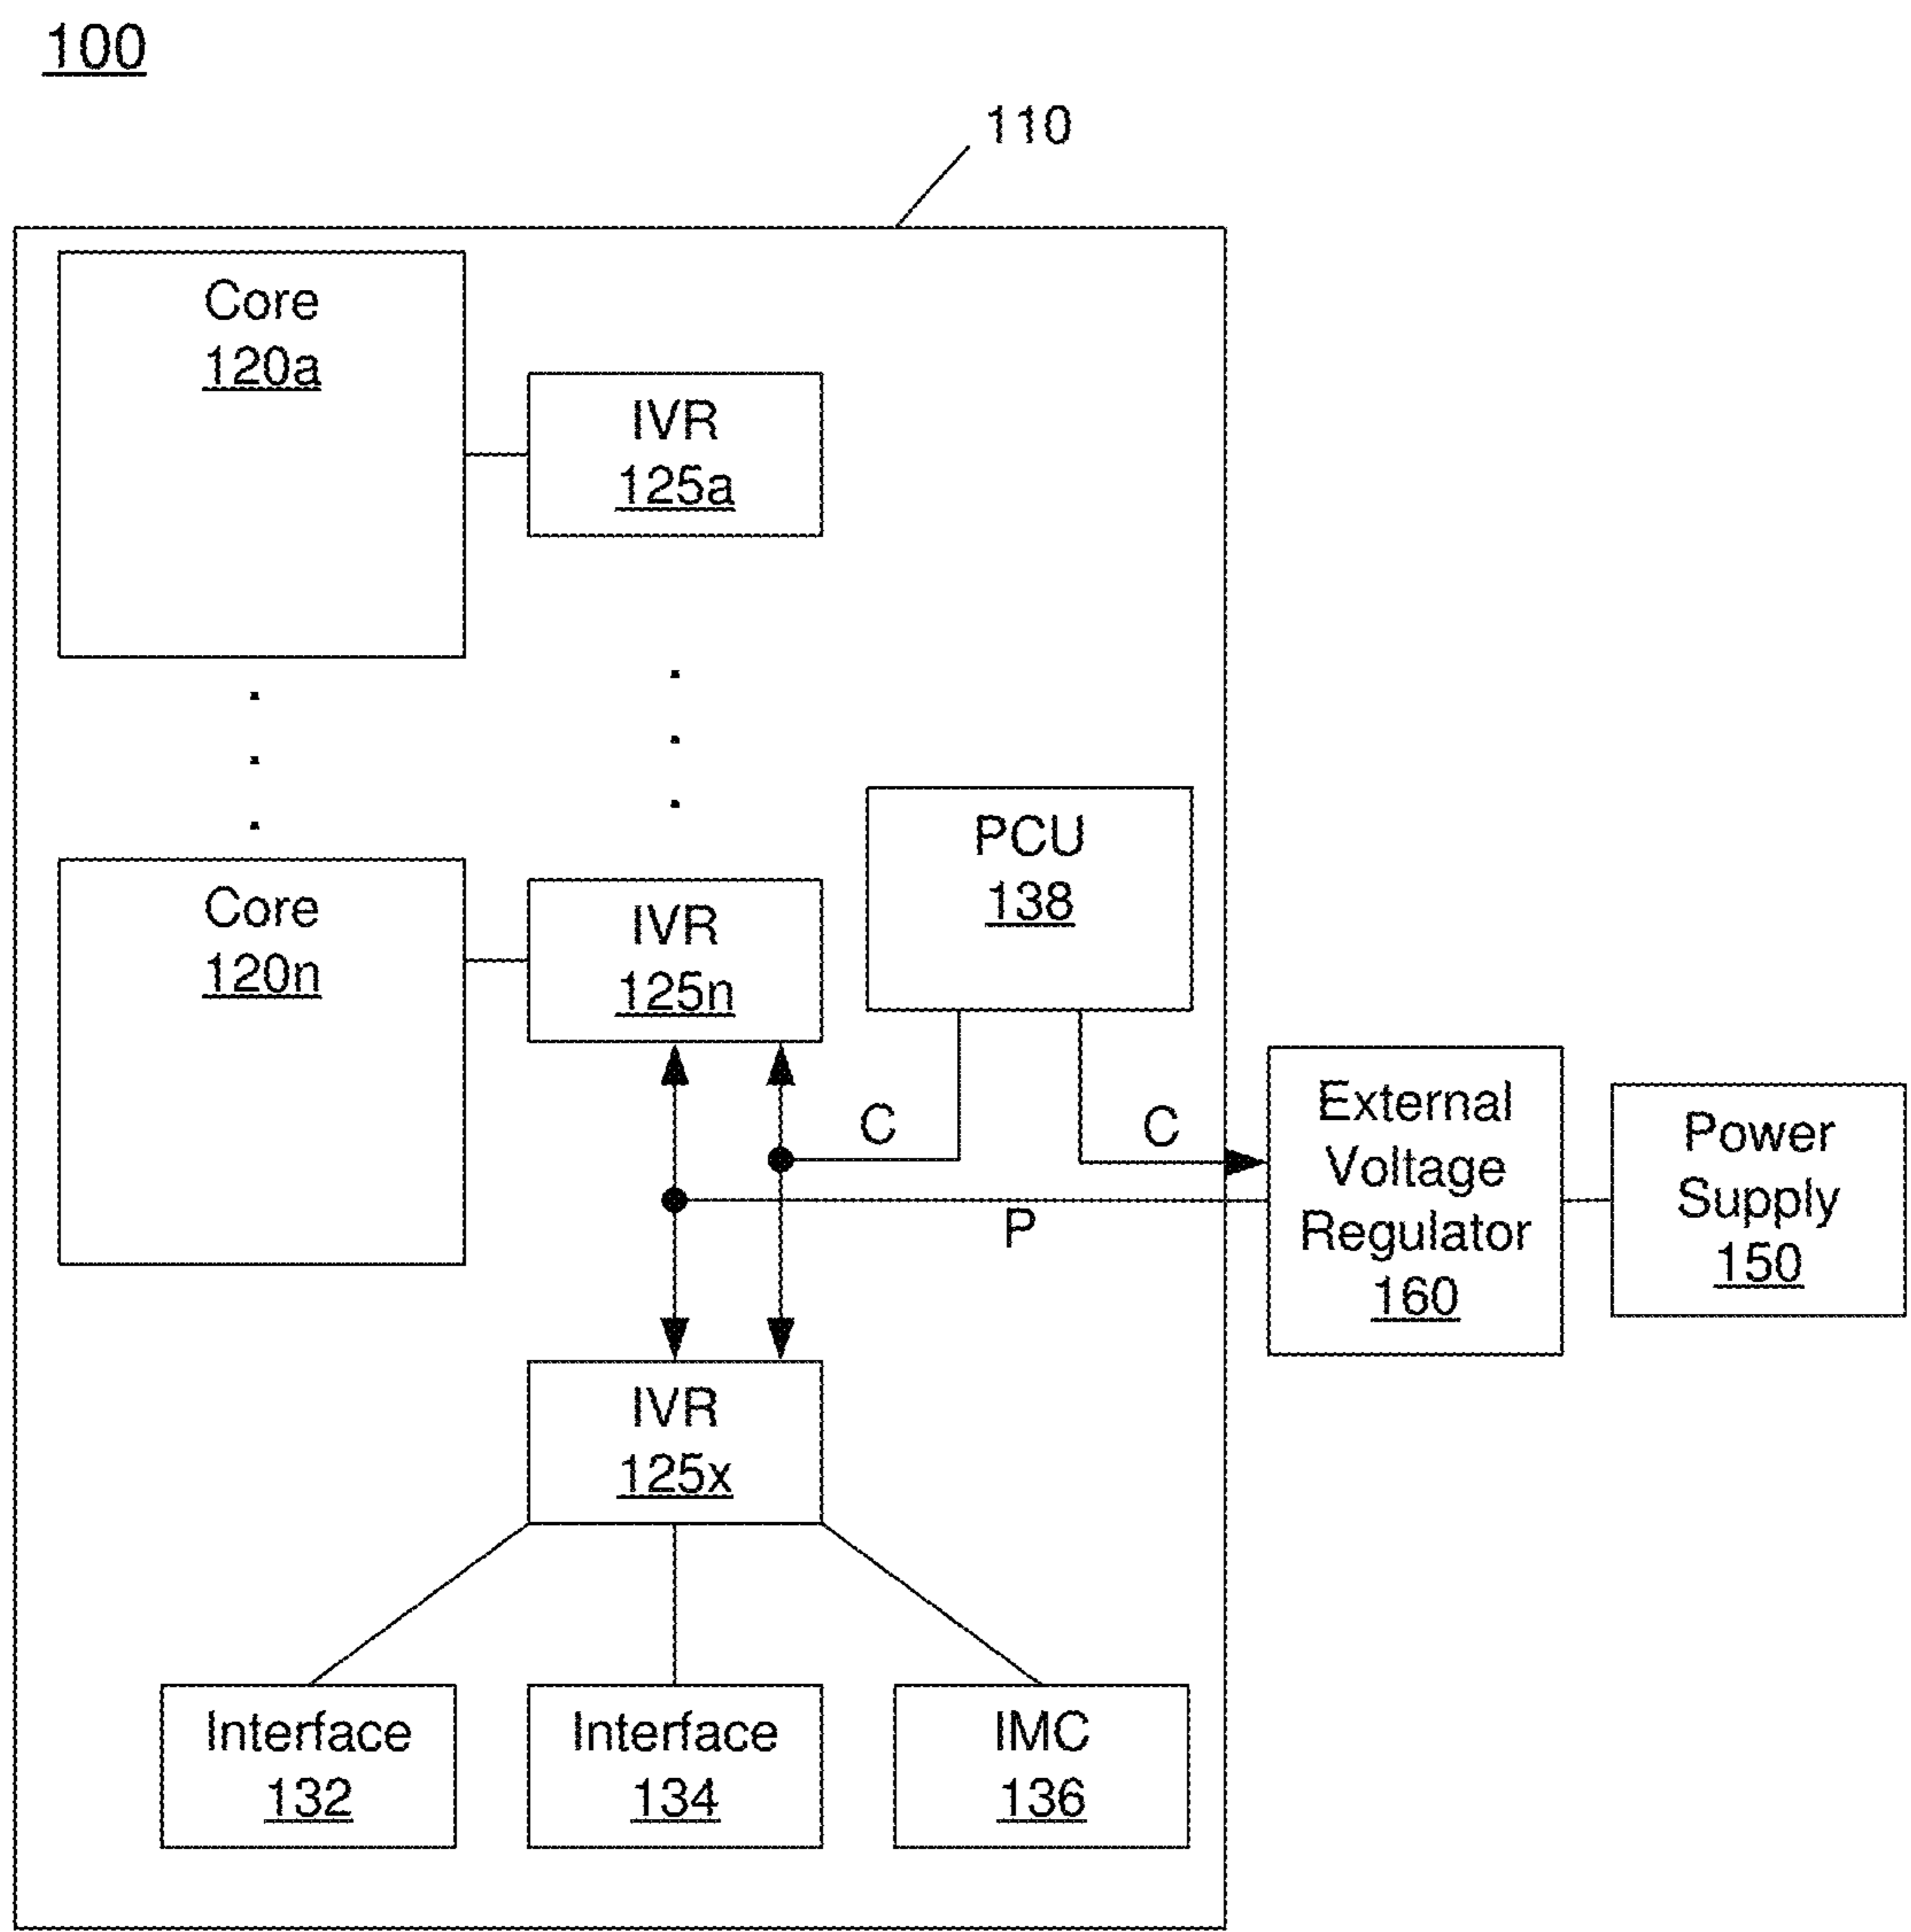 100
110
Core
120a
IVR
125a
PCU
138
Core
120n
IVR
125n
C
C
P
External
Voltage
Regulator
160
Power
Supply
150
IVR
125x
Interface
132
Interface
134
IMC
136